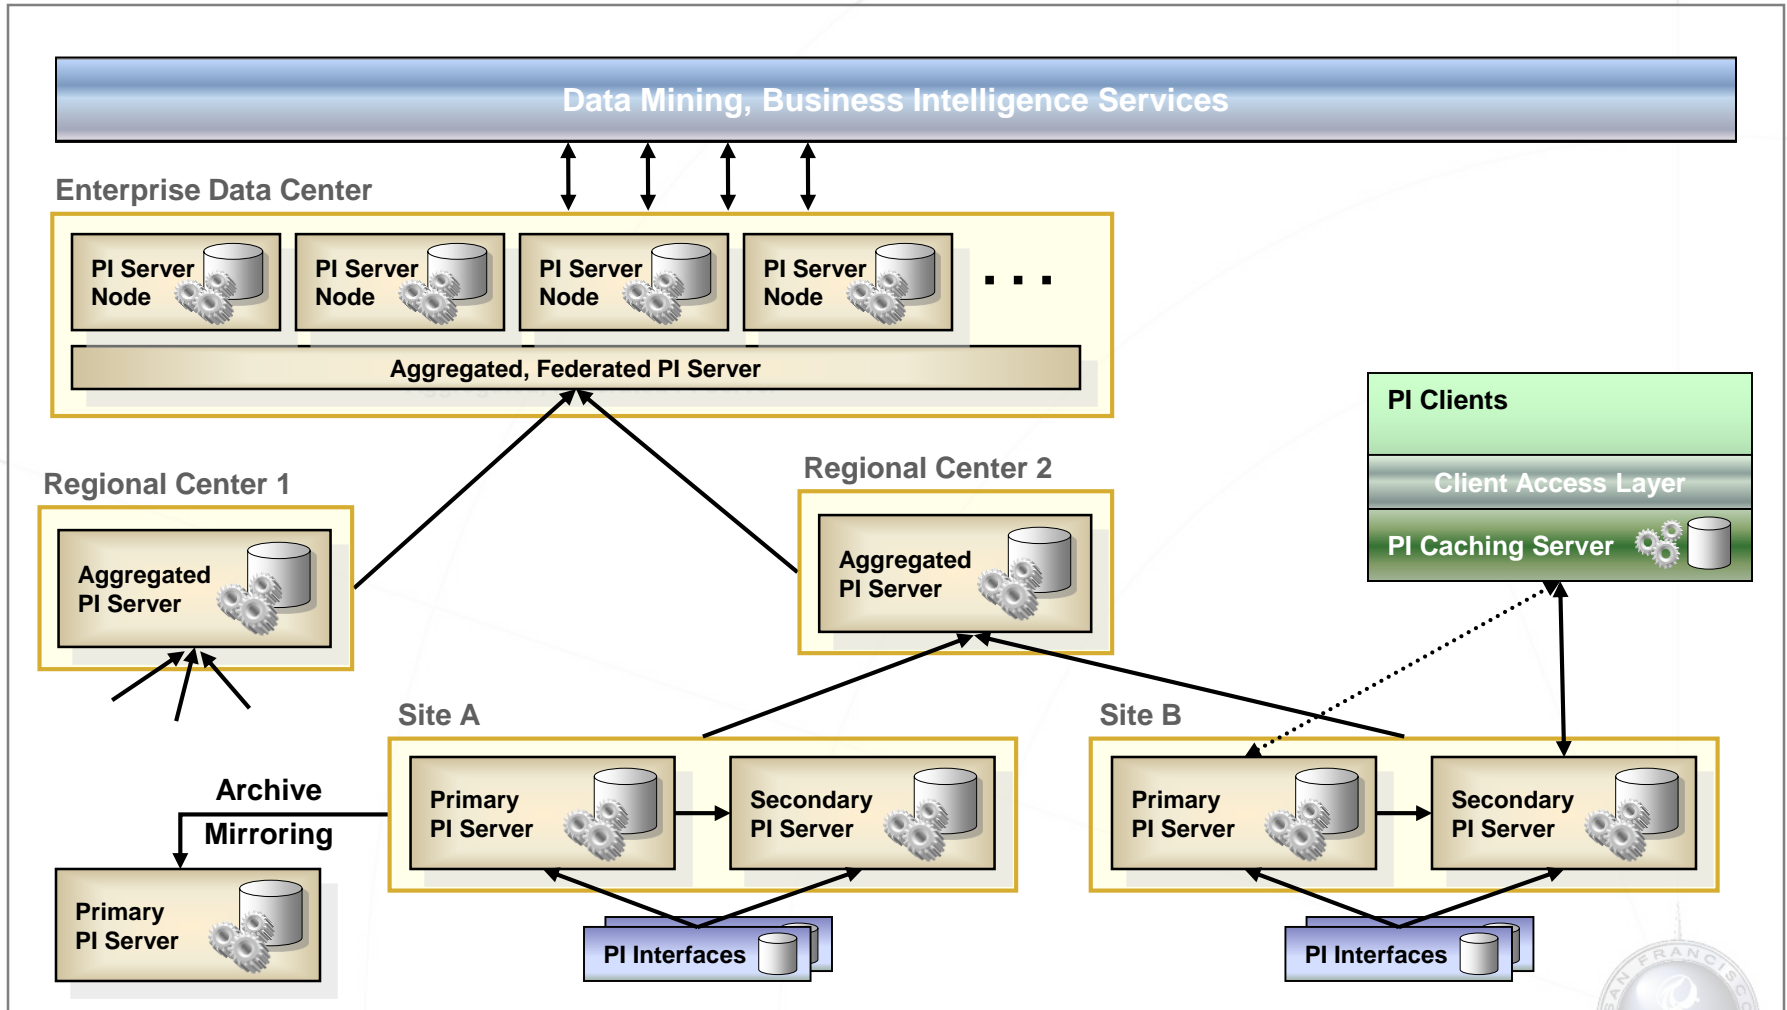 Data Mining, Business Intelligence Services
Enterprise Data Center
PI Server
Node
PI Server
Node
PI Server
Node
PI Server
Node
. . .
Aggregated, Federated PI Server
PI Clients
Client Access Layer
PI Caching Server
Regional Center 1
Aggregated
PI Server
Regional Center 2
Aggregated
PI Server
Site A
Primary
PI Server
Secondary
PI Server
Site B
Primary
PI Server
Secondary
PI Server
Archive
Mirroring
Primary
PI Server
PI Interfaces
PI Interfaces
SAN FRANCISCO